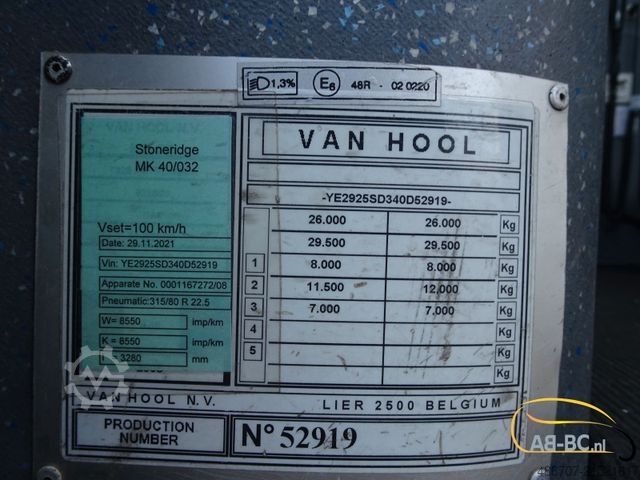 1,3% E6 48R - 02 0220
VAN HOOL N.V.
Stoneridge
MK 40/032
Vset=100 km/h
Date: 29.11.2021
Vin: YE2925SD340D52919
Apparate No. 0001167272/08
Pneumatic:315/80 R 22.5
W= 8550 imp/km
K = 8550 imp/km
3280 mm
VAN HOOL
-YE2925SD340D52919-
26.000 26.000 Kg
29.500 29.500 Kg
1 8.000 8,000 Kg
2 11.500 12,000 Kg
3 7.000 7,000 Kg
4 Kg
5 Kg
VAN HOOL N.V. LIER 2500 BELGIUM
PRODUCTION
NUMBER
N° 52919
AB-BC.nl